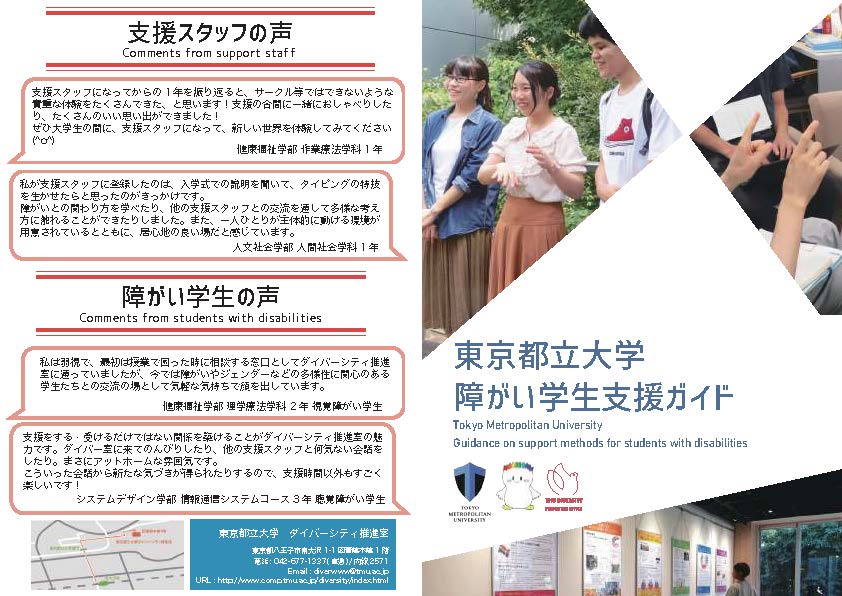 支援スタッフの声
Comments from support staff
支援スタッフになってからの1年を振り返ると、サークル等ではできないような
貴重な体験をたくさんできた、と思います！支援の合間に一緒におしゃべりした
り、たくさんのいい思い出ができました！
ぜひ大学生の間に、支援スタッフになって、新しい世界を体験してみてください
(^o^)
健康福祉学部 作業療法学科1年
私が支援スタッフに登録したのは、入学式での説明を聞いて、タイピングの特技
を生かせたらと思ったのがきっかけです。
障がいとの関わり方を学べたり、他の支援スタッフとの交流を通して多様な考え
方に触れることができたりしました。また、一人ひとりが主体的に動ける環境が
用意されているとともに、居心地の良い場だと感じています。
人文社会学部 人間社会学科1年
障がい学生の声
Comments from students with disabilities
私は弱視で、最初は授業で困った時に相談する窓口としてダイバーシティ推進
室に通っていましたが、今では障がいやジェンダーなどの多様性に関心のある
学生たちとの交流の場として気軽な気持ちで顔を出しています。
健康福祉学部 理学療法学科2年 視覚障がい学生
支援をする・受けるだけではない関係を築けることがダイバーシティ推進室の魅
力です。ダイバー室に来てのんびりしたり、他の支援スタッフと何気ない会話を
したり。まさにアットホームな雰囲気です。
こういった会話から新たな気づきが得られたりするので、支援時間以外もすごく
楽しいです！
システムデザイン学部 情報通信システムコース3年 聴覚障がい学生
東京都立大学 ダイバーシティ推進室
東京都八王子市南大沢1-1 図書館本館1階
電話：042-677-1337(直通)/内線2571
Email：diverwww@tmu.ac.jp
URL：http://www.comp.tmu.ac.jp/diversity/index.html
東京都立大学
障がい学生支援ガイド
Tokyo Metropolitan University
Guidance on support methods for students with disabilities
TOKYO
METROPOLITAN
UNIVERSITY